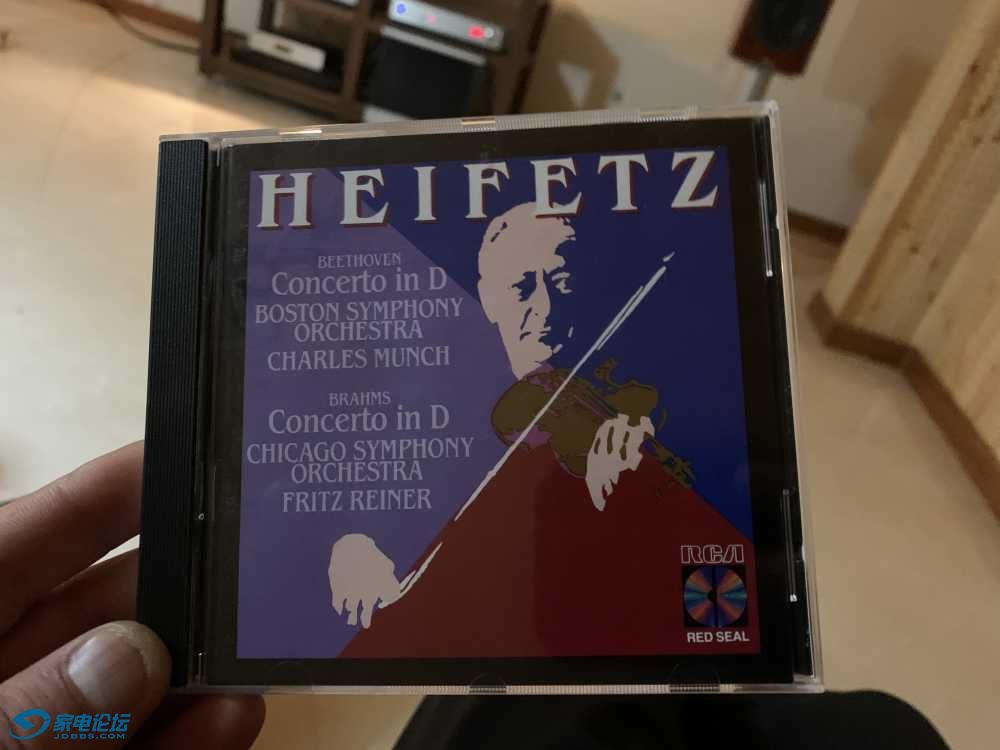 HEIFETZ
BEETHOVEN
Concerto in D
BOSTON SYMPHONY
ORCHESTRA
CHARLES MUNCH
BRAHMS
Concerto in D
CHICAGO SYMPHONY
ORCHESTRA
FRITZ REINER
RCA
RED SEAL
家电论坛
JDBBS.COM